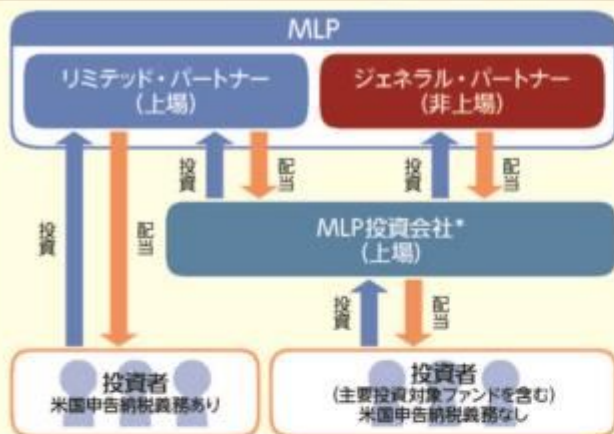 MLP
リミテッド・パートナー
(上場)
ジェネラル・パートナー
(非上場)
投資
配当
投資
配当
投資
配当
MLP投資会社*
(上場)
投資
配当
投資者
米国申告納税義務あり
投資者
(主要投資対象ファンドを含む)
米国申告納税義務なし